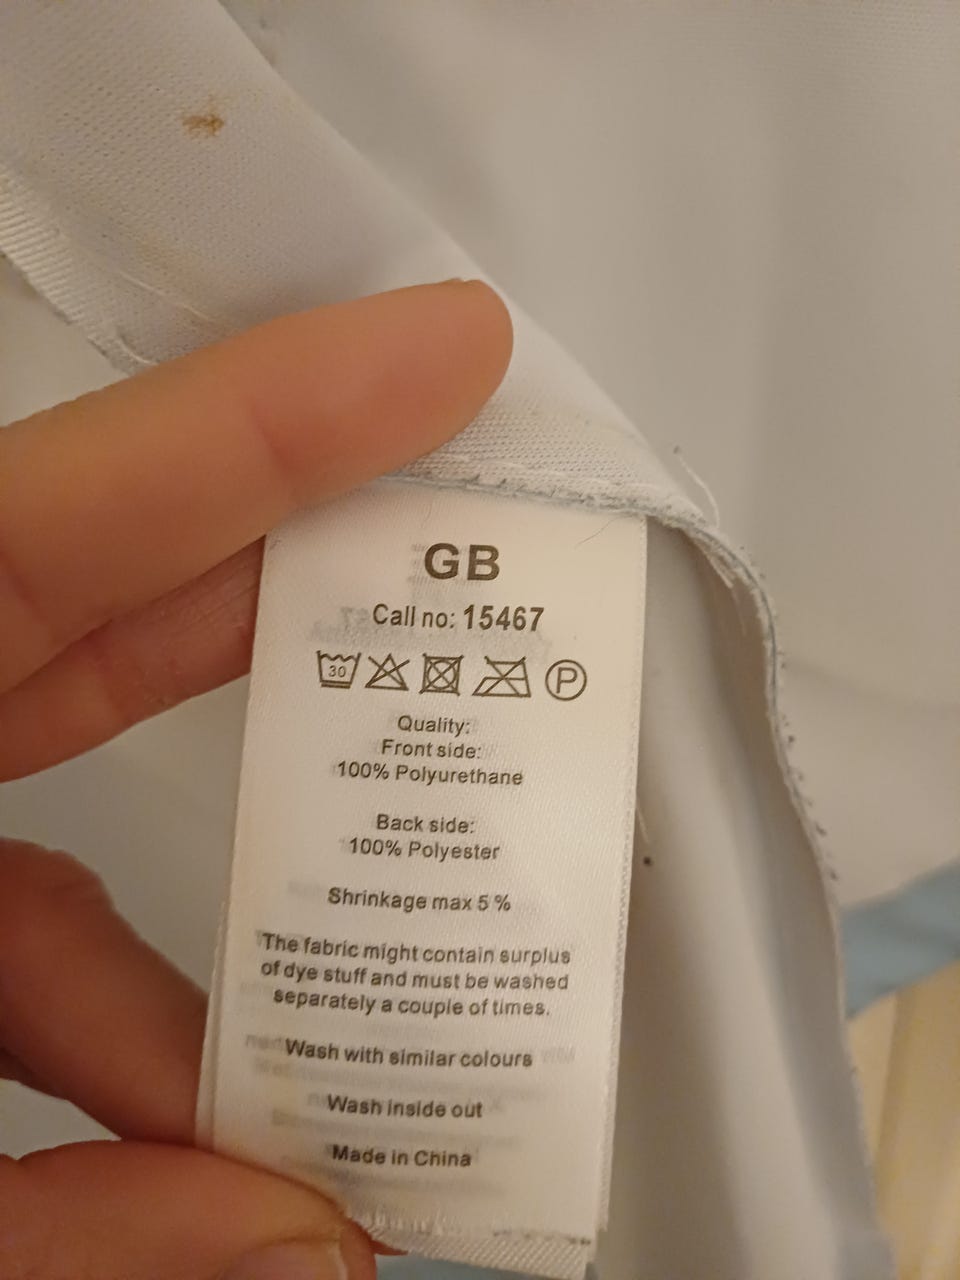 GB
Call no: 15467
30 P
Quality:
Front side:
100% Polyurethane
Back side:
100% Polyester
Shrinkage max 5 %
The fabric might contain surplus
of dye stuff and must be washed
separately a couple of times.
Wash with similar colours
Wash inside out
Made in China